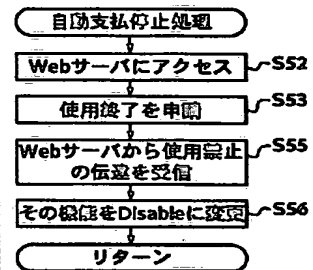 自動支払停止処理
Webサーバにアクセス
S52
使用終了を申請
S53
Webサーバから使用禁止
の伝達を受信
S55
その機能をDisableに変更
S56
リターン